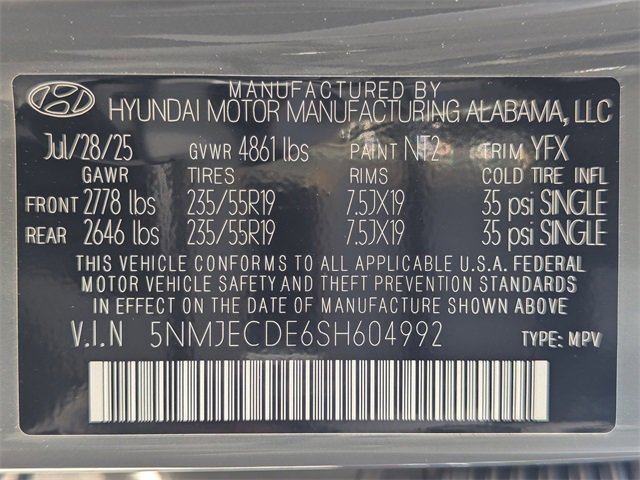 MANUFACTURED BY
HYUNDAI MOTOR MANUFACTURING ALABAMA, LLC
Jul/28/25 GVWR 4861 lbs PAINT NT2 TRIM YFX
GAWR TIRES RIMS COLD TIRE INFL
FRONT 2778 lbs 235/55R19 7.5JX19 35 psi SINGLE
REAR 2646 lbs 235/55R19 7.5JX19 35 psi SINGLE
THIS VEHICLE CONFORMS TO ALL APPLICABLE U.S.A. FEDERAL
MOTOR VEHICLE SAFETY AND THEFT PREVENTION STANDARDS
IN EFFECT ON THE DATE OF MANUFACTURE SHOWN ABOVE
V.I.N 5NMJECDE6SH604992 TYPE: MPV